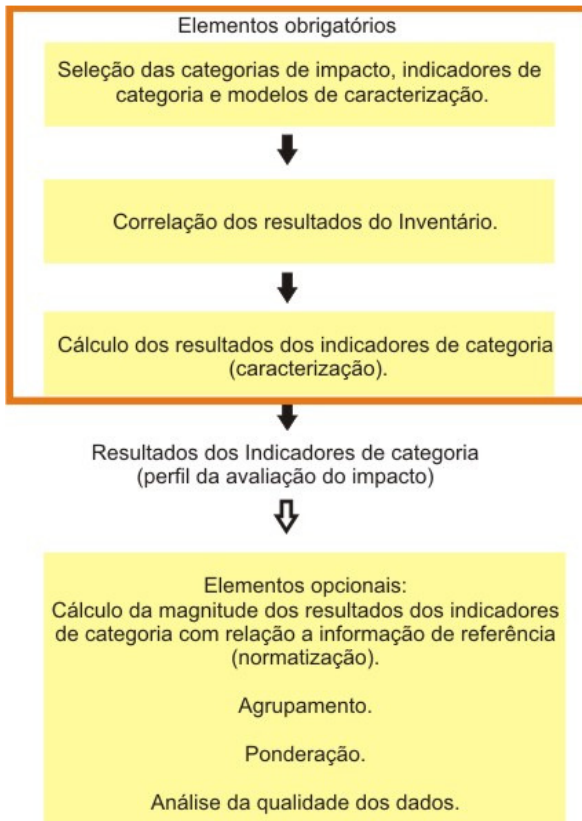 Elementos obrigatórios
Seleção das categorias de impacto, indicadores de
categoria e modelos de caracterização.
Correlação dos resultados do Inventário.
Cálculo dos resultados dos indicadores de categoria
(caracterização).
Resultados dos Indicadores de categoria
(perfil da avaliação do impacto)
Elementos opcionais:
Cálculo da magnitude dos resultados dos indicadores
de categoria com relação a informação de referência
(normatização).
Agrupamento.
Ponderação.
Análise da qualidade dos dados.